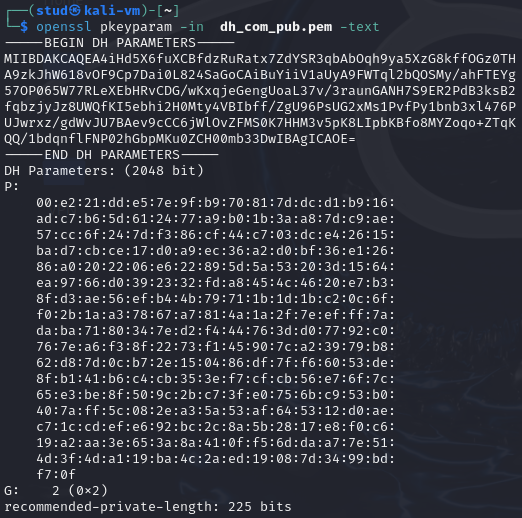 ┌──(stud㉿kali-vm)-[~]
└─$ openssl pkeyparam -in  dh_com_pub.pem -text
-----BEGIN DH PARAMETERS-----
MIIBDAKCAQEA4iHd5X6fuXCBfdzRuRatx7ZdYSR3qbAbOqh9ya5XzG8kffOGz0TH
A9zkJhW618vOF9Cp7Dai0L824SaGoCAiBuYiiV1aUyA9FWTql2bQOSMy/ahFTEYg
57OP065W77RLeXEbHRvCDG/wKxqjeGengUoaL37v/3raunGANH7S9ER2PdB3ksB2
fqbzjyJz8UWQfKI5ebhi2H0Mty4VBIbff/ZgU96PsUG2xMs1PvfPy1bnb3xl476P
UJwrxz/gdWvJU7BAev9cCC6jWlOvZFMS0K7HHM3v5pK8LIpbKBfo8MYZoqo+ZTqK
QQ/1bdqnflFNP02hGbpMKu0ZCH00mb33DwIBAgICAOE=
-----END DH PARAMETERS-----
DH Parameters: (2048 bit)
P:
    00:e2:21:dd:e5:7e:9f:b9:70:81:7d:dc:d1:b9:16:
    ad:c7:b6:5d:61:24:77:a9:b0:1b:3a:a8:7d:c9:ae:
    57:cc:6f:24:7d:f3:86:cf:44:c7:03:dc:e4:26:15:
    ba:d7:cb:ce:17:d0:a9:ec:36:a2:d0:bf:36:e1:26:
    86:a0:20:22:06:e6:22:89:5d:5a:53:20:3d:15:64:
    ea:97:66:d0:39:23:32:fd:a8:45:4c:46:20:e7:b3:
    8f:d3:ae:56:ef:b4:4b:79:71:1b:1d:1b:c2:0c:6f:
    f0:2b:1a:a3:78:67:a7:81:4a:1a:2f:7e:ef:ff:7a:
    da:ba:71:80:34:7e:d2:f4:44:76:3d:d0:77:92:c0:
    76:7e:a6:f3:8f:22:73:f1:45:90:7c:a2:39:79:b8:
    62:d8:7d:0c:b7:2e:15:04:86:df:7f:f6:60:53:de:
    8f:b1:41:b6:c4:cb:35:3e:f7:cf:cb:56:e7:6f:7c:
    65:e3:be:8f:50:9c:2b:c7:3f:e0:75:6b:c9:53:b0:
    40:7a:ff:5c:08:2e:a3:5a:53:af:64:53:12:d0:ae:
    c7:1c:cd:ef:e6:92:bc:2c:8a:5b:28:17:e8:f0:c6:
    19:a2:aa:3e:65:3a:8a:41:0f:f5:6d:da:a7:7e:51:
    4d:3f:4d:a1:19:ba:4c:2a:ed:19:08:7d:34:99:bd:
    f7:0f
G:    2 (0×2)
recommended-private-length: 225 bits